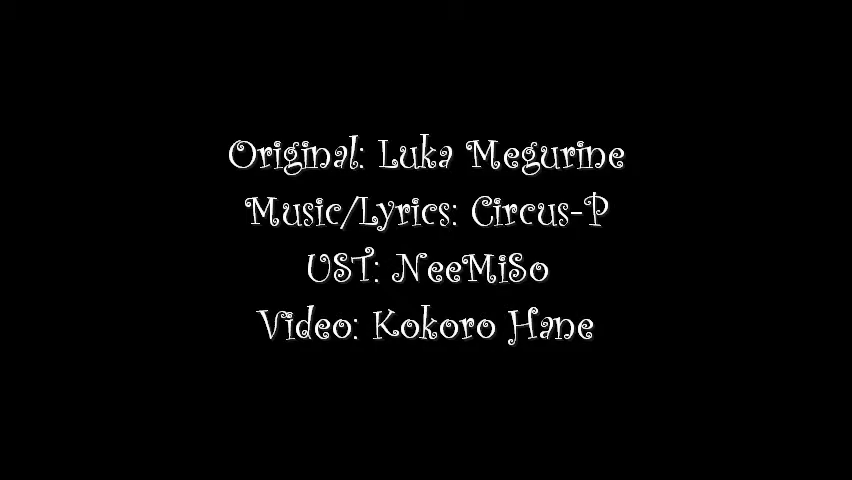 Original: Luka Megurine
Music/Lyrics: Circus-P
UST: NeeMiSo
Video: Kokoro Hane